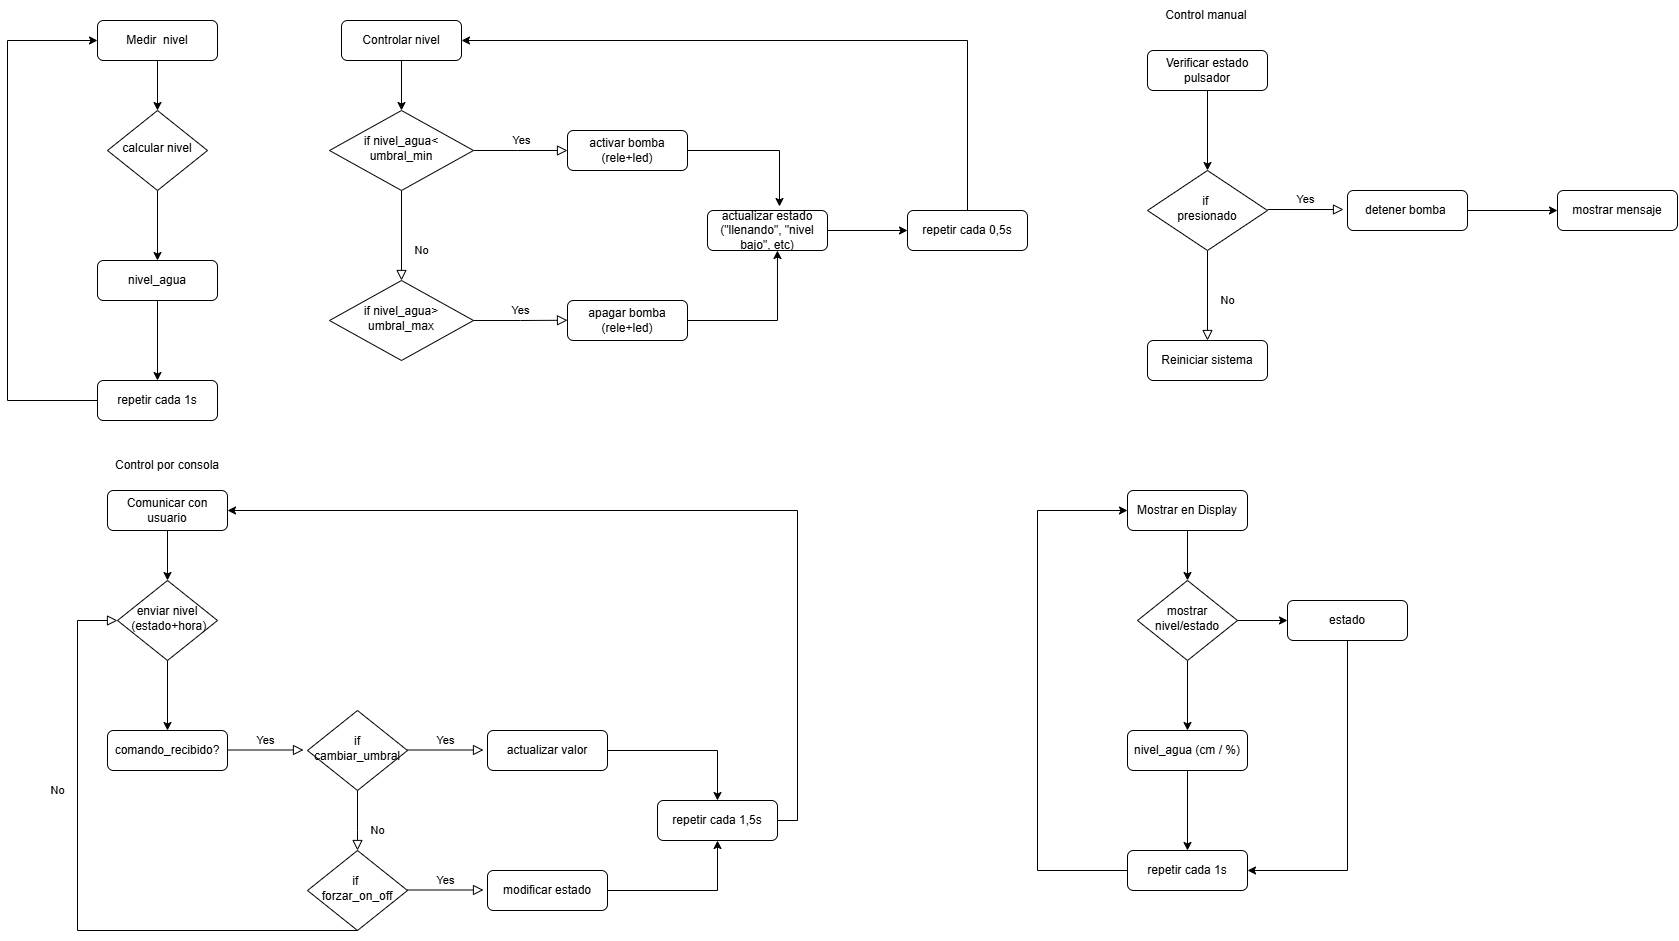 Medir nivel
calcular nivel
nivel_agua
repetir cada 1s
Controlar nivel
if nivel_agua<
umbral_min
Yes
activar bomba
(rele+led)
No
if nivel_agua>
umbral_max
Yes
apagar bomba
(rele+led)
actualizar estado
("llenando", "nivel
bajo", etc)
repetir cada 0,5s
Control manual
Verificar estado
pulsador
if
presionado
Yes
detener bomba
mostrar mensaje
No
Reiniciar sistema
Control por consola
Comunicar con
usuario
enviar nivel
(estado+hora)
comando_recibido?
Yes
if
cambiar_umbral
Yes
actualizar valor
No
if
forzar_on_off
Yes
modificar estado
repetir cada 1,5s
No
Mostrar en Display
mostrar
nivel/estado
estado
nivel_agua (cm / %)
repetir cada 1s